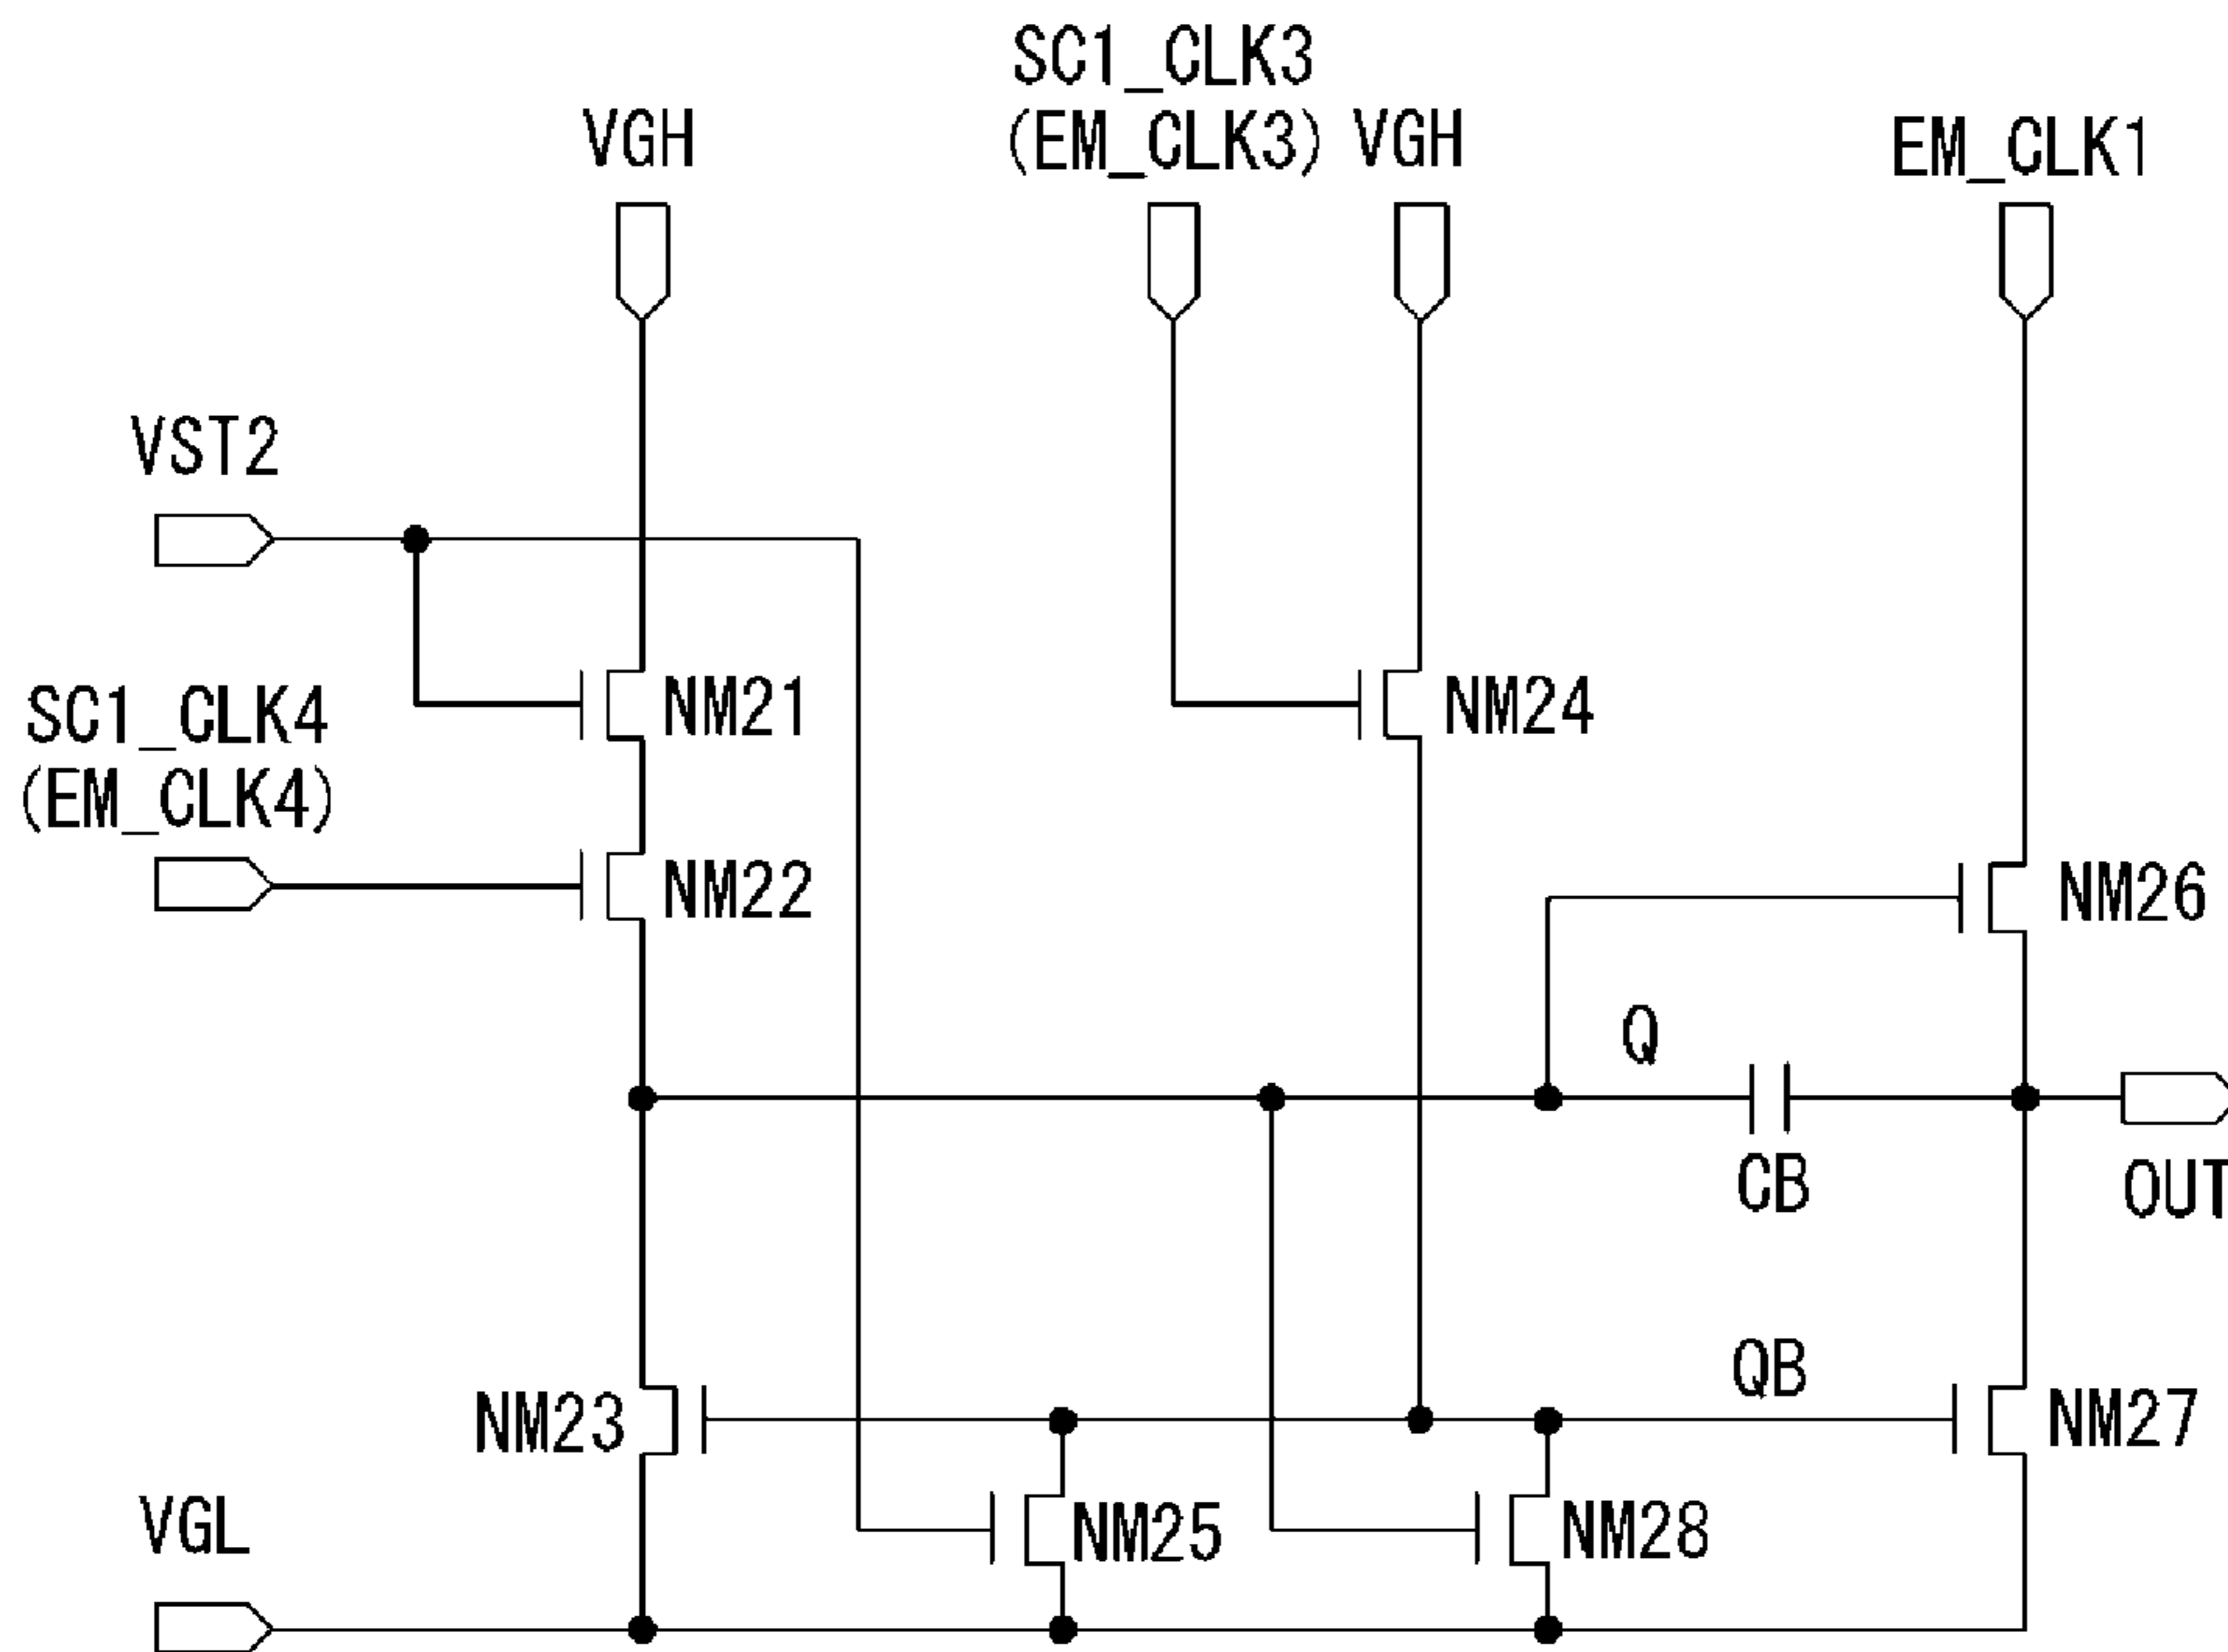 SC1_CLK3
VGH
(EM_CLK3) VGH
EM_CLK1
VST2
SC1_CLK4
NM21
NM24
(EM_CLK4)
NM22
NM26
Q
CB
OUT
QB
NM23
NM27
VGL
NM25
NM28